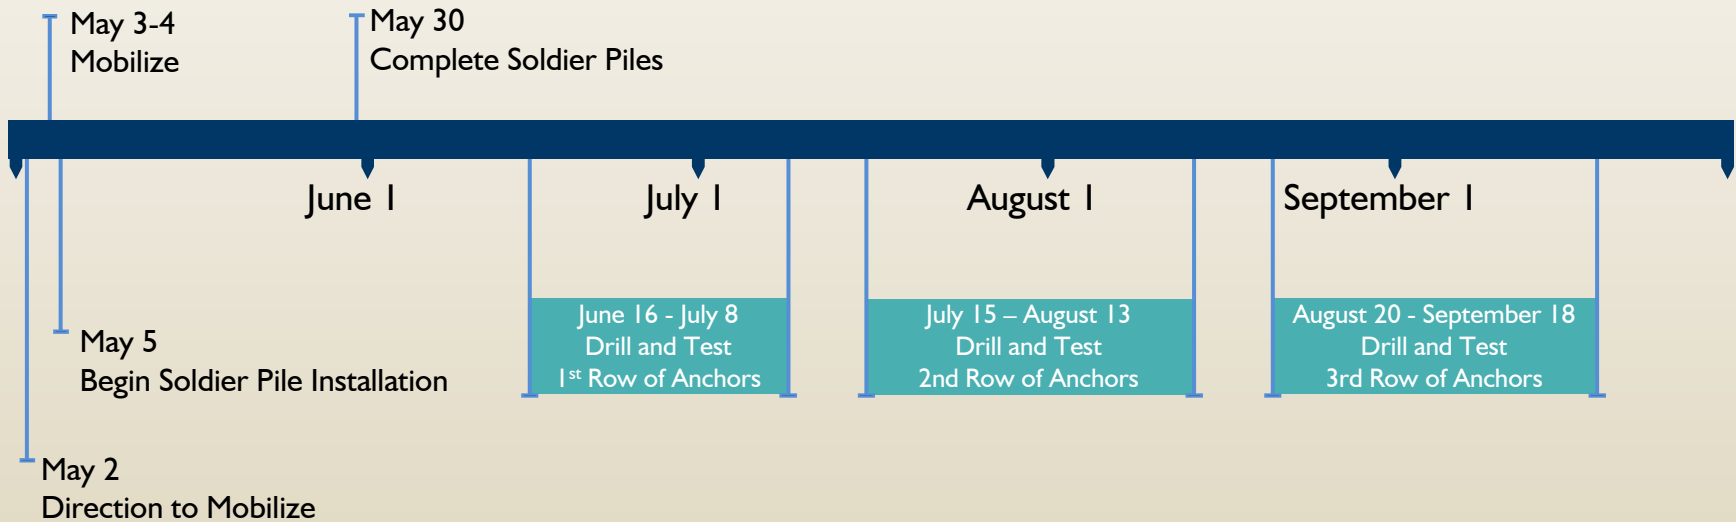 May 3-4
Mobilize
May 30
Complete Soldier Piles
June 1
July 1
August 1
September 1
June 16 - July 8
Drill and Test
1st Row of Anchors
July 15 – August 13
Drill and Test
2nd Row of Anchors
August 20 - September 18
Drill and Test
3rd Row of Anchors
May 5
Begin Soldier Pile Installation
May 2
Direction to Mobilize